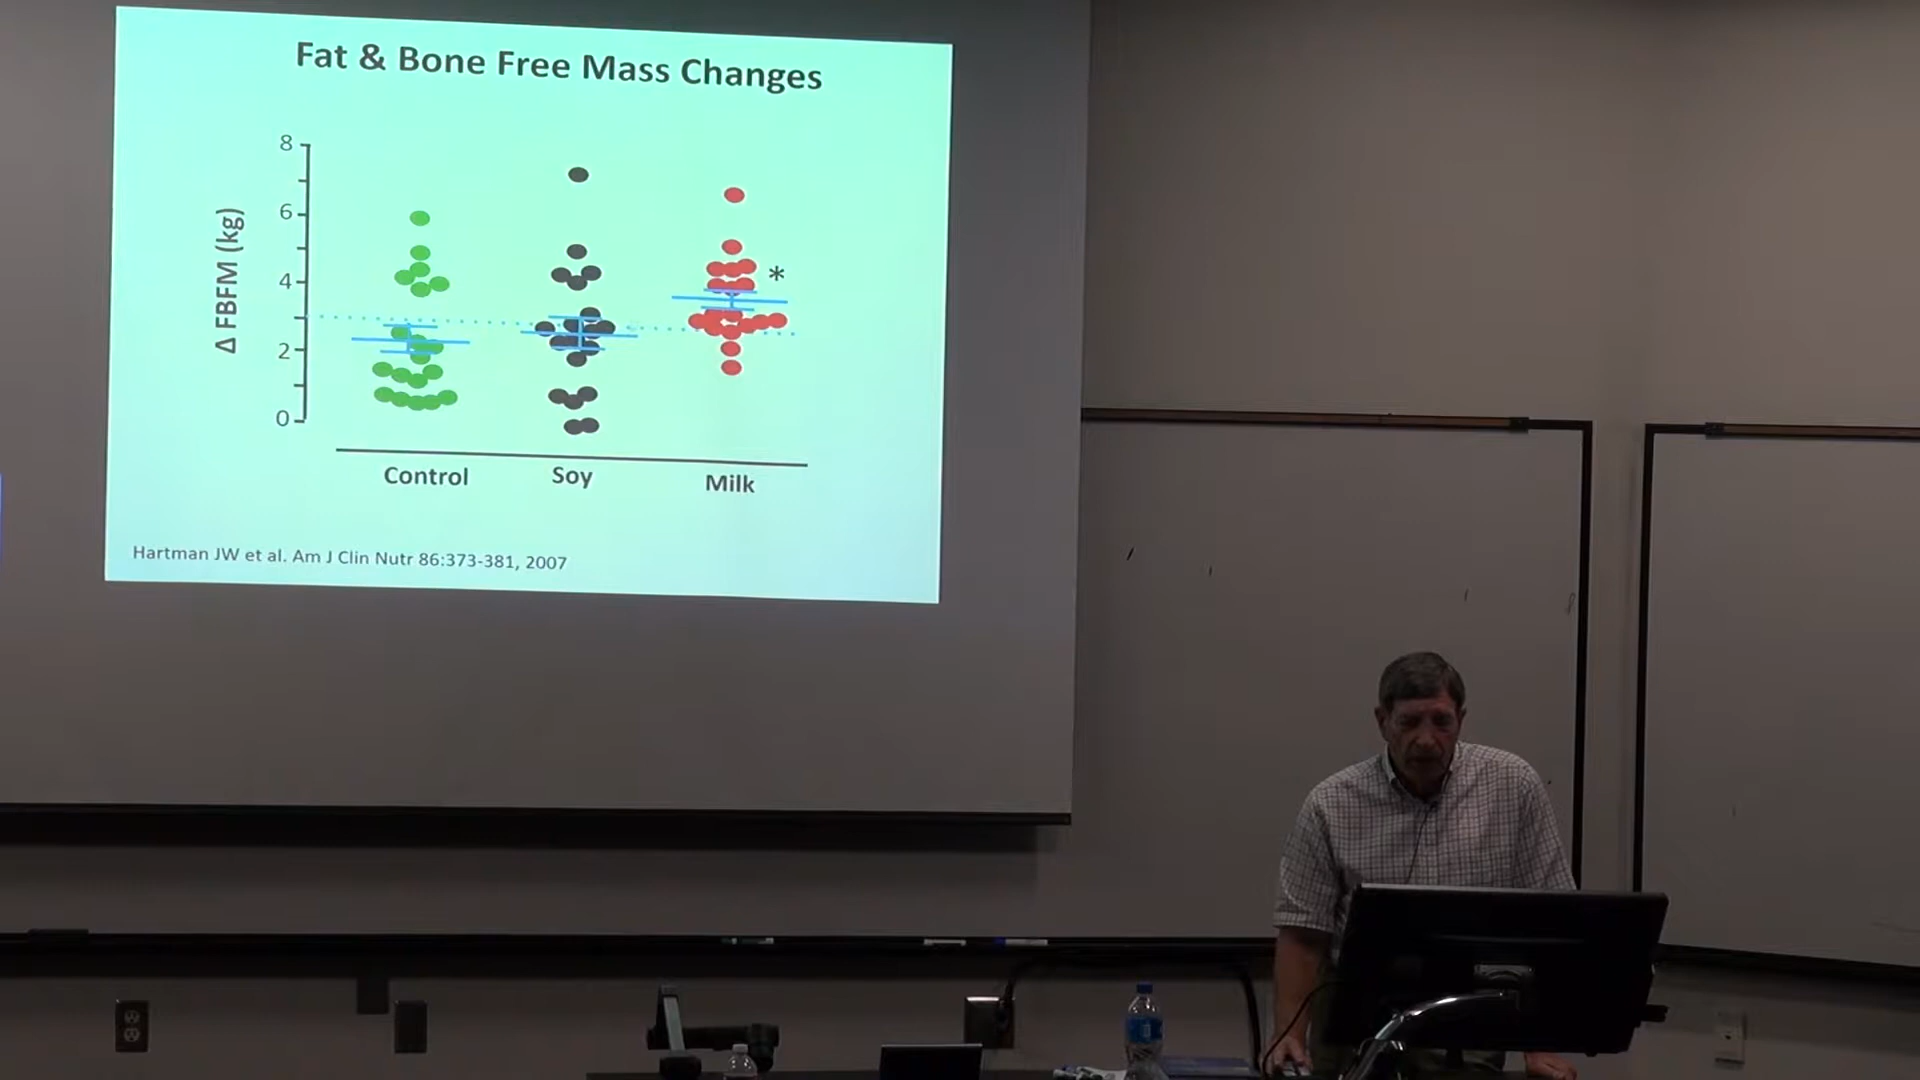 Fat & Bone Free Mass Changes
8
6
4
2
0
Δ FBFM (kg)
*
Control Soy Milk
Hartman JW et al. Am J Clin Nutr 86:373-381, 2007